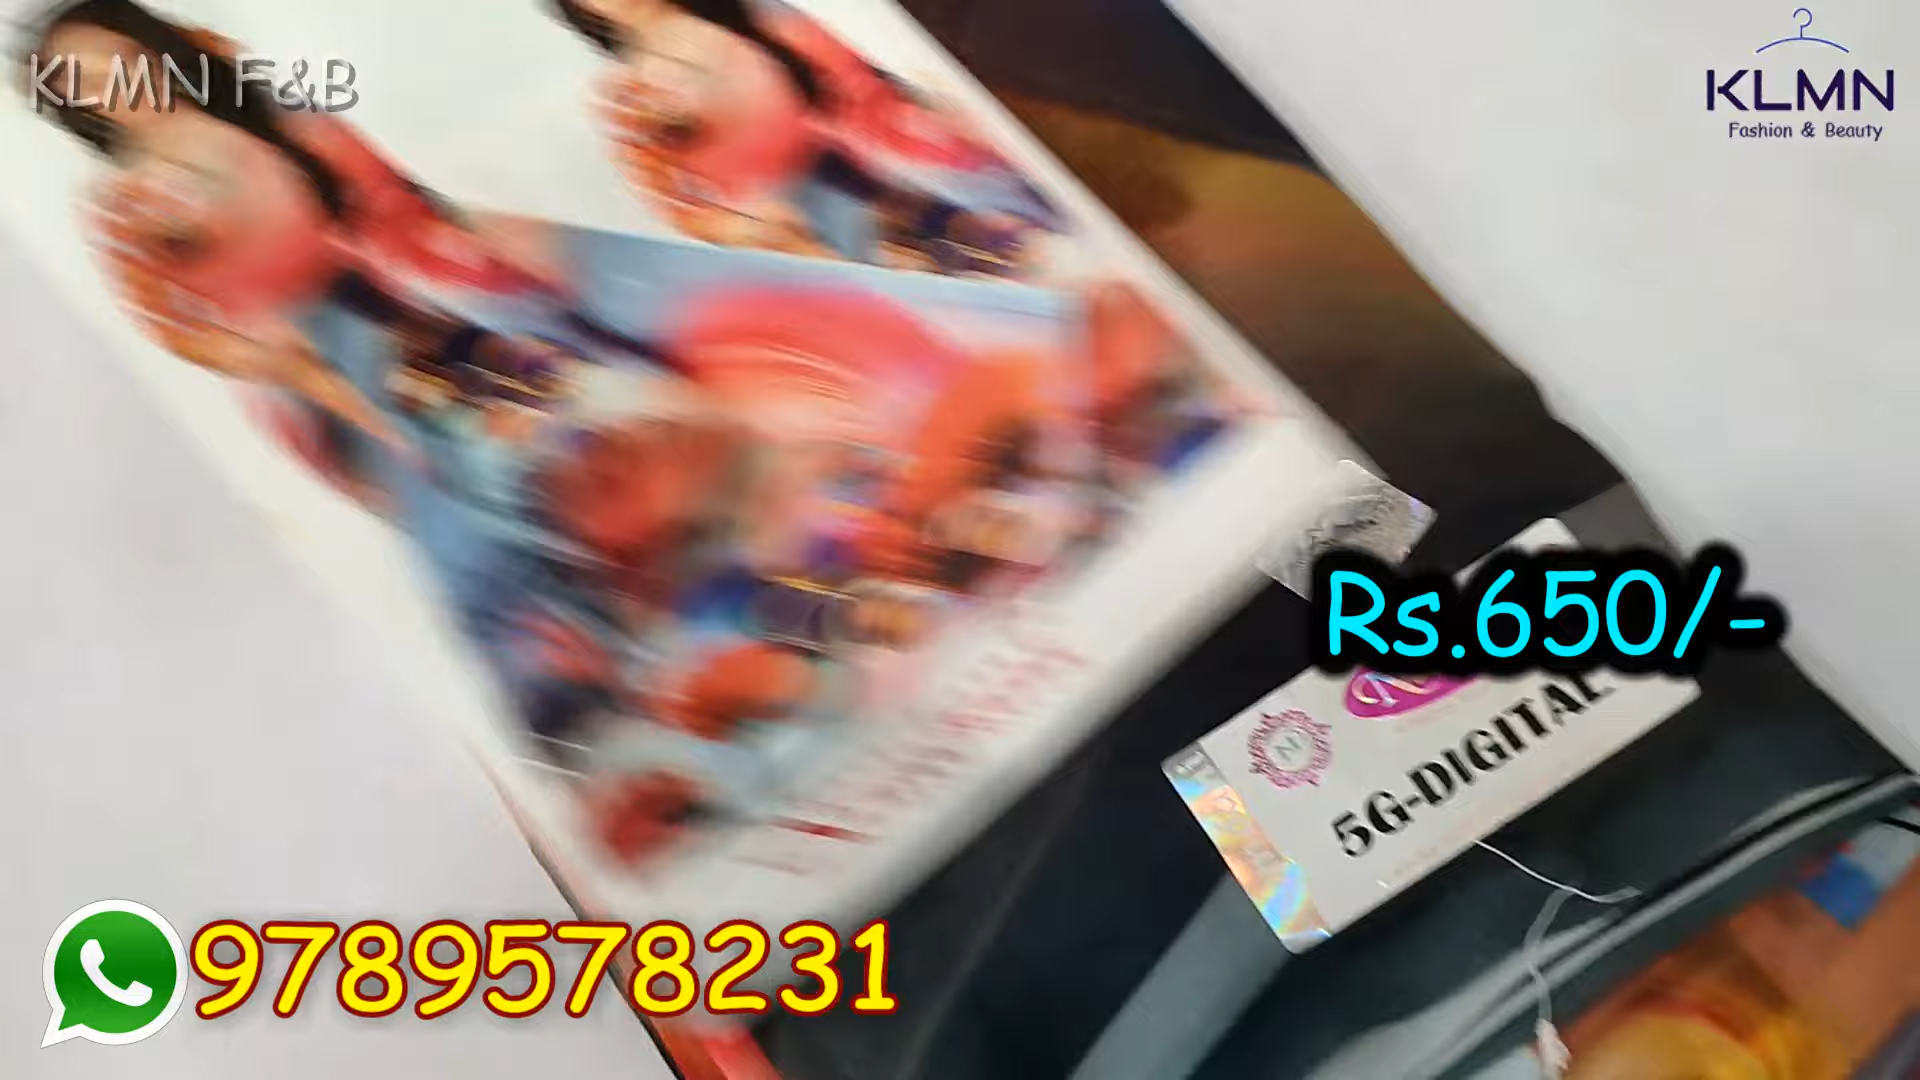 KLMN F&B
KLMN
Fashion & Beauty
Rs.650/-
5G-DIGITAL
9789578231